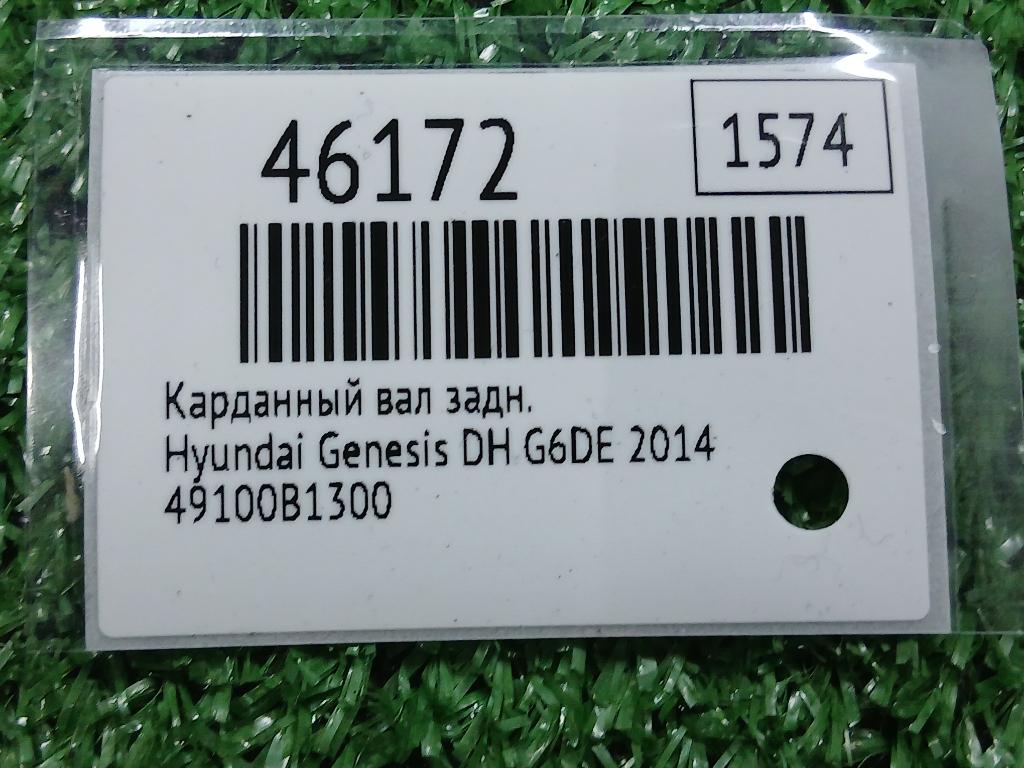 46172
1574
Карданный вал задн.
Hyundai Genesis DH G6DE 2014
49100B1300